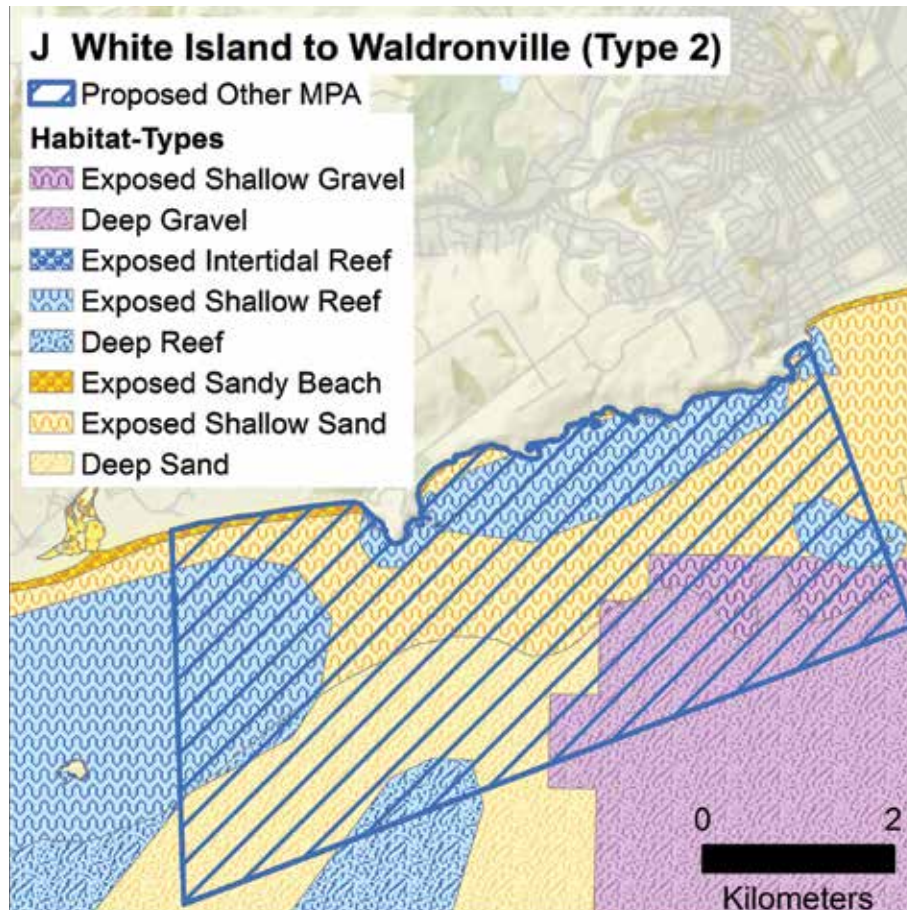 J White Island to Waldronville (Type 2)
Proposed Other MPA
Habitat-Types
Exposed Shallow Gravel
Deep Gravel
Exposed Intertidal Reef
Exposed Shallow Reef
Deep Reef
Exposed Sandy Beach
Exposed Shallow Sand
Deep Sand
0 2
Kilometers